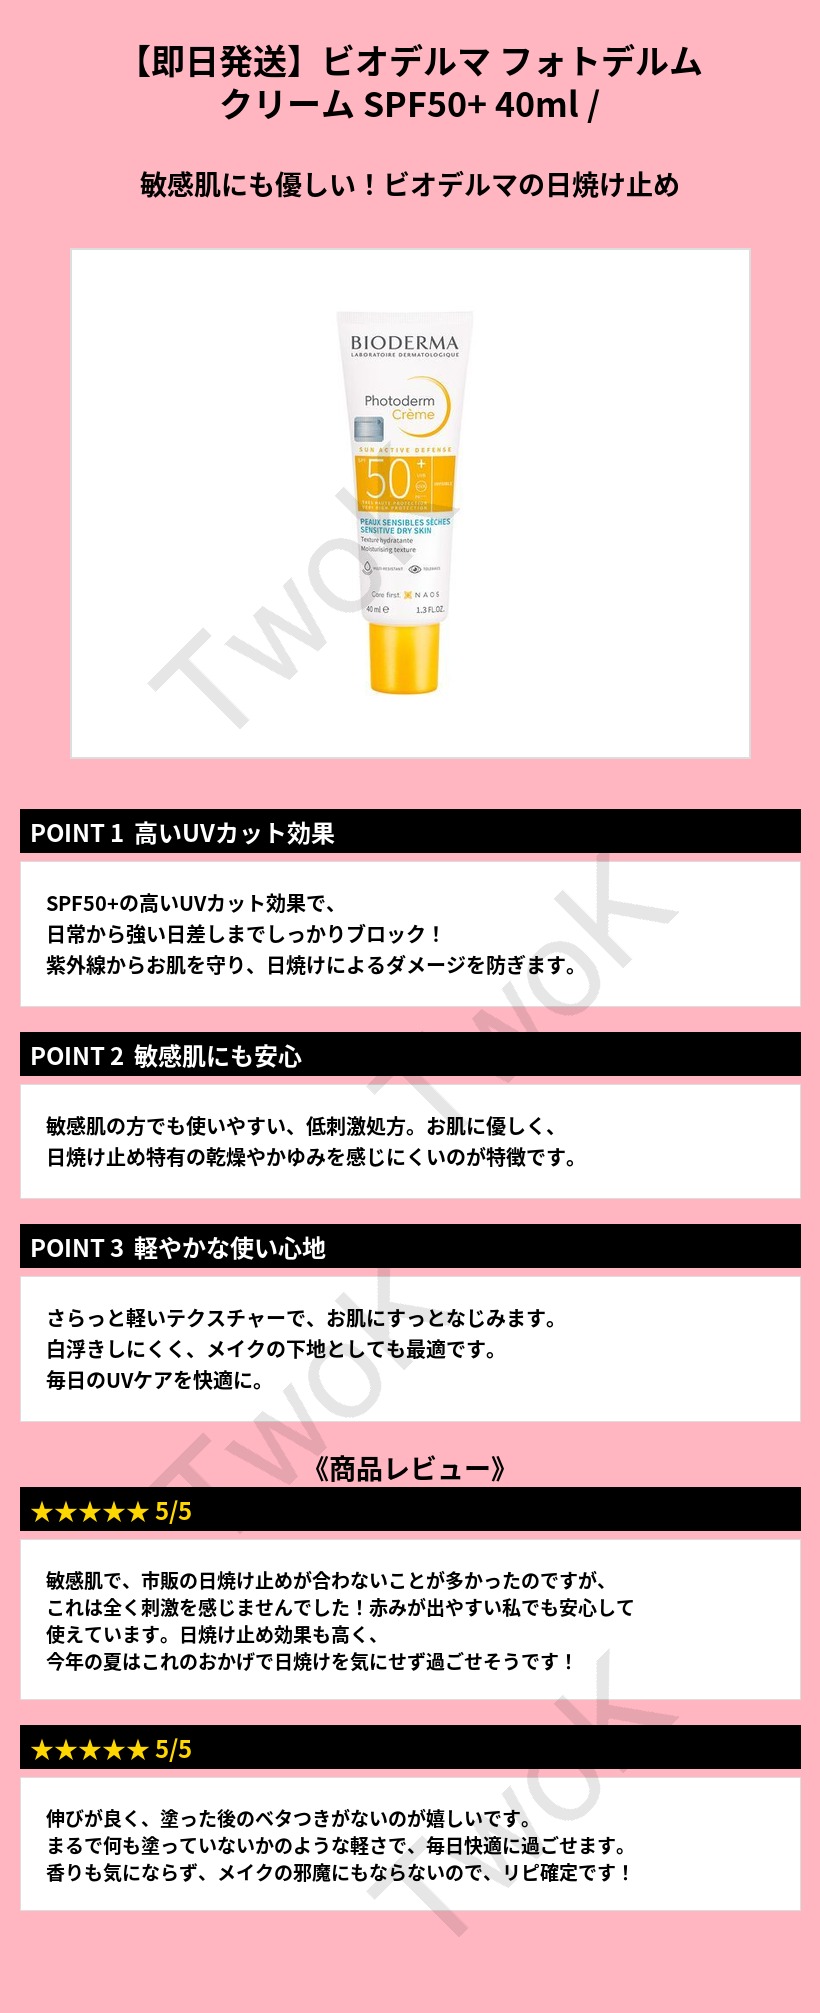 【即日発送】ビオデルマ フォトデルム
クリーム SPF50+ 40ml /
敏感肌にも優しい！ビオデルマの日焼け止め
BIODERMA
LABORATOIRE DERMATOLOGIQUE
Photoderm
Crème
SUN ACTIVE DEFENSE
SPF
50+
PEAUX SENSIBLES SÈCHES
SENSITIVE DRY SKIN
Texture hydratante
Moisturising texture
Care first. NAOS
40 ml ℮ 1.3 FL.OZ.
TwoK
POINT 1 高いUVカット効果
SPF50+の高いUVカット効果で、
日常から強い日差しまでしっかりブロック！
紫外線からお肌を守り、日焼けによるダメージを防ぎます。
TwoK
POINT 2 敏感肌にも安心
敏感肌の方でも使いやすい、低刺激処方。お肌に優しく、
日焼け止め特有の乾燥やかゆみを感じにくいのが特徴です。
POINT 3 軽やかな使い心地
さらっと軽いテクスチャーで、お肌にすっとなじみます。
白浮きしにくく、メイクの下地としても最適です。
毎日のUVケアを快適に。
TwoK
《商品レビュー》
★★★★★ 5/5
敏感肌で、市販の日焼け止めが合わないことが多かったのですが、
これは全く刺激を感じませんでした！赤みが出やすい私でも安心して
使えています。日焼け止め効果も高く、
今年の夏はこれのおかげで日焼けを気にせず過ごせそうです！
★★★★★ 5/5
伸びが良く、塗った後のベタつきがないのが嬉しいです。
まるで何も塗っていないかのような軽さで、毎日快適に過ごせます。
香りも気にならず、メイクの邪魔にもならないので、リピ確定です！
TwoK